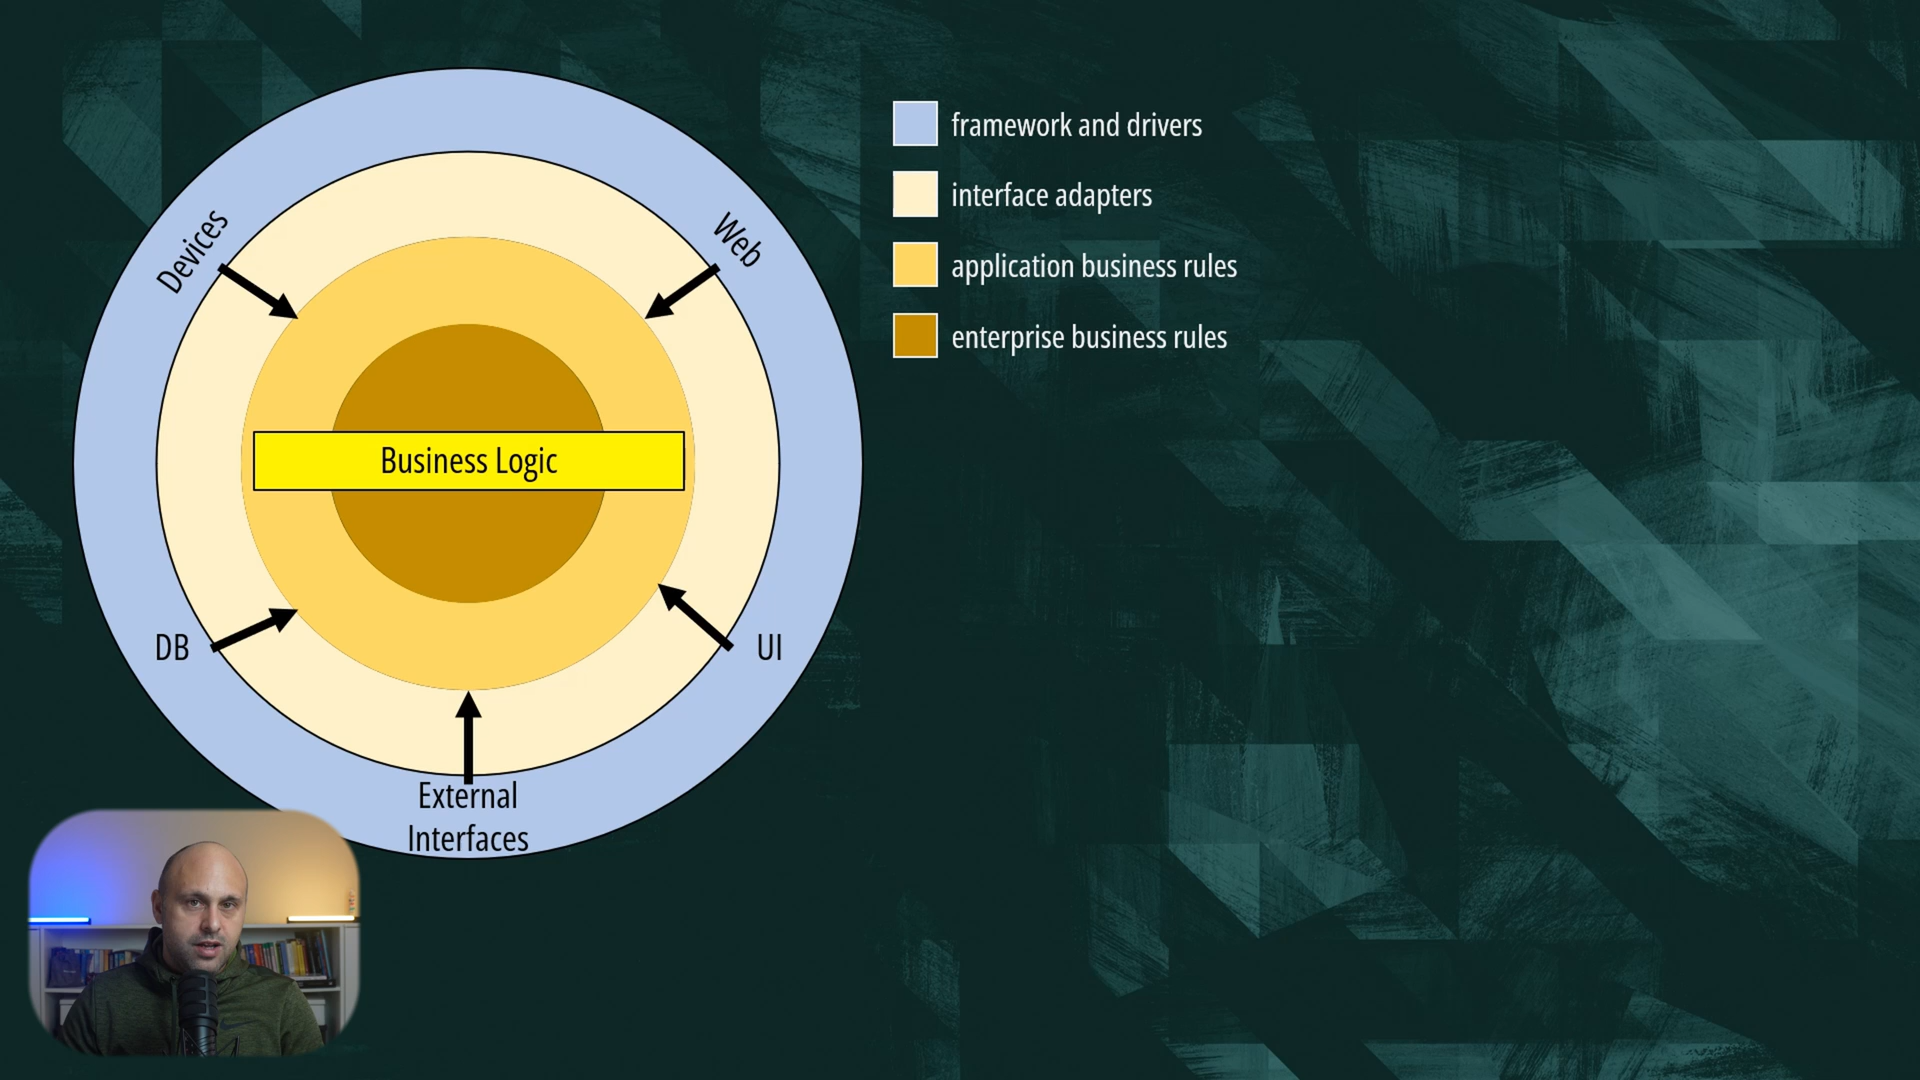 framework and drivers
interface adapters
application business rules
enterprise business rules
Devices
Web
Business Logic
DB
UI
External
Interfaces